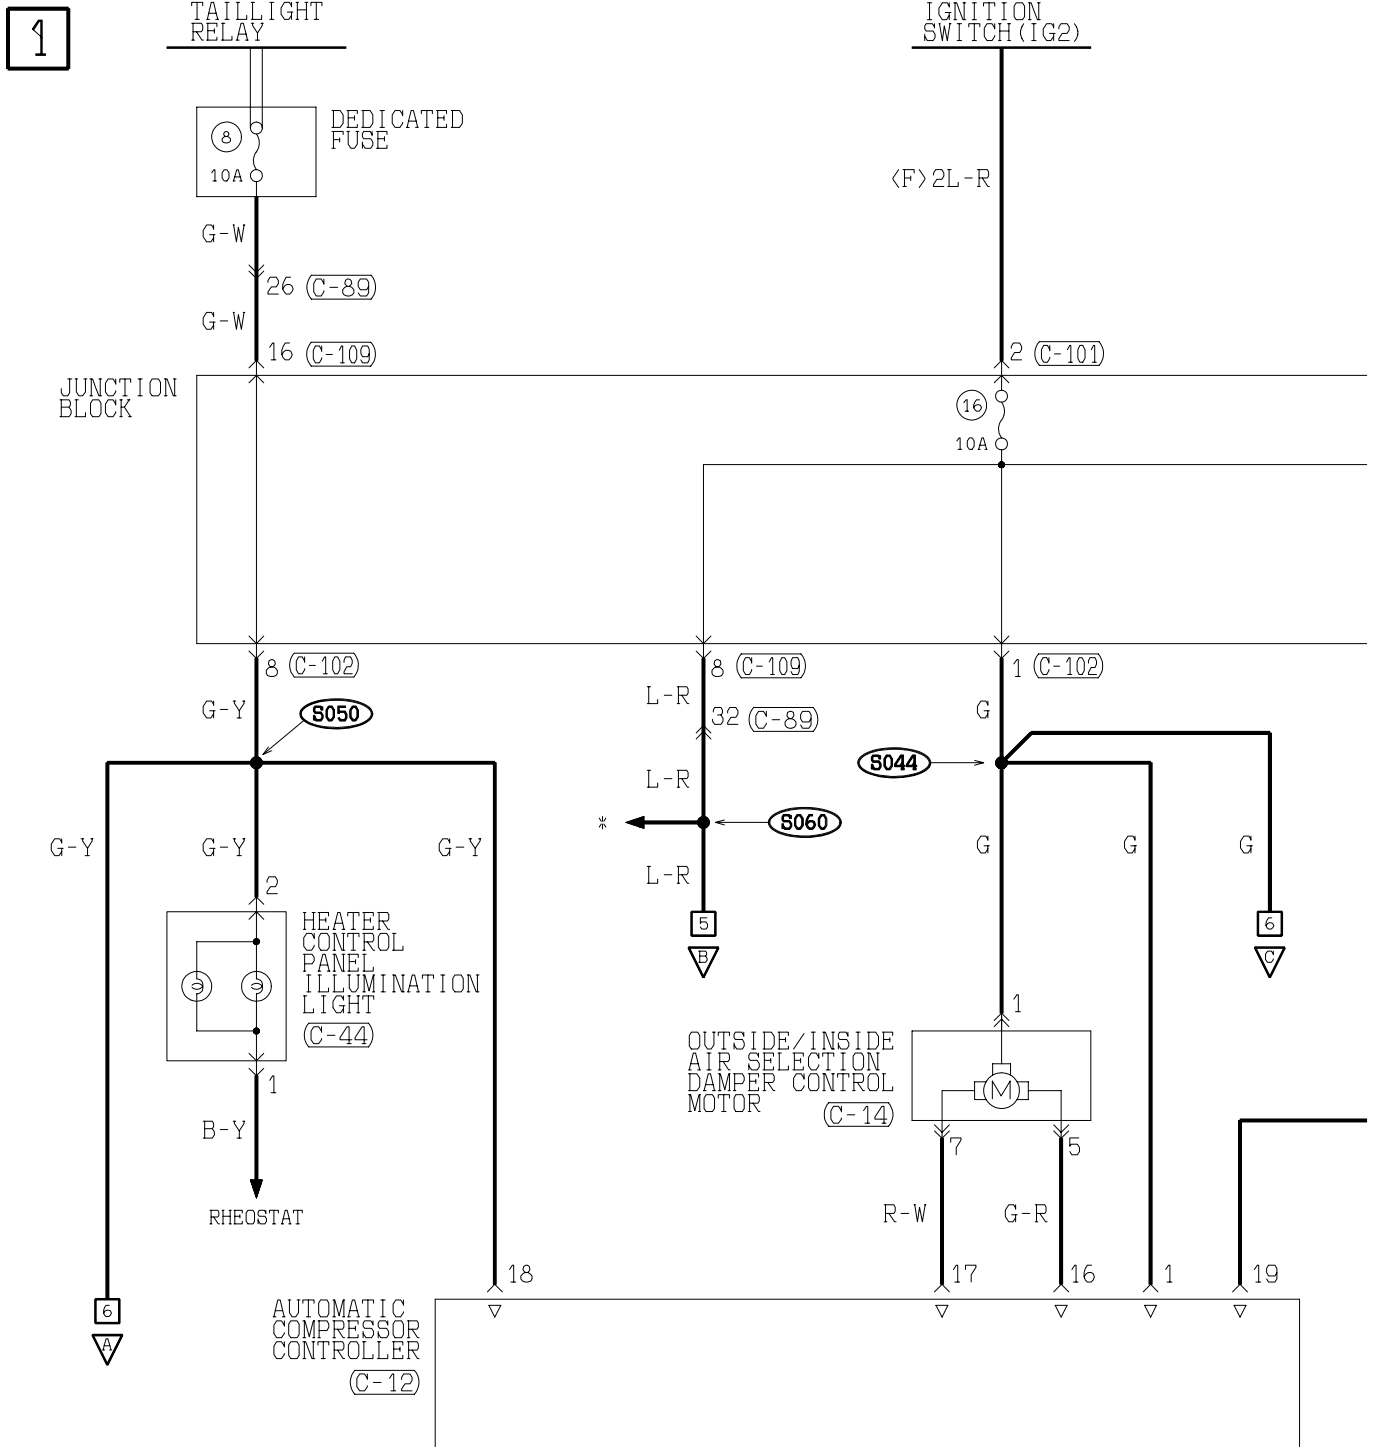 1
TAILLIGHT
RELAY
IGNITION
SWITCH(IG2)
8
10A
DEDICATED
FUSE
<F>2L-R
G-W
26 (C-89)
G-W
16 (C-109)
2 (C-101)
JUNCTION
BLOCK
16
10A
8 (C-102)
8 (C-109)
1 (C-102)
G-Y
S050
L-R
32 (C-89)
G
S044
L-R
*
S060
G-Y
G-Y
G-Y
L-R
G
G
G
2
5
B
6
C
HEATER
CONTROL
PANEL
ILLUMINATION
LIGHT
(C-44)
1
1
OUTSIDE/INSIDE
AIR SELECTION
DAMPER CONTROL
MOTOR
(C-14)
M
7
5
B-Y
RHEOSTAT
R-W
G-R
18
17
16
1
19
6
A
AUTOMATIC
COMPRESSOR
CONTROLLER
(C-12)